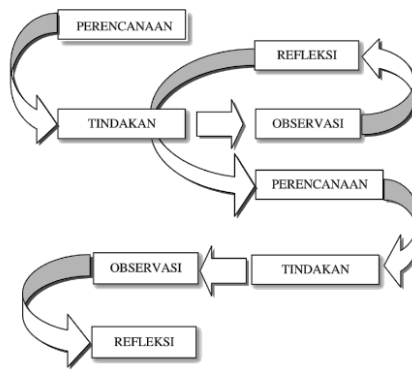 PERENCANAAN
REFLEKSI
TINDAKAN
OBSERVASI
PERENCANAAN
OBSERVASI
TINDAKAN
REFLEKSI